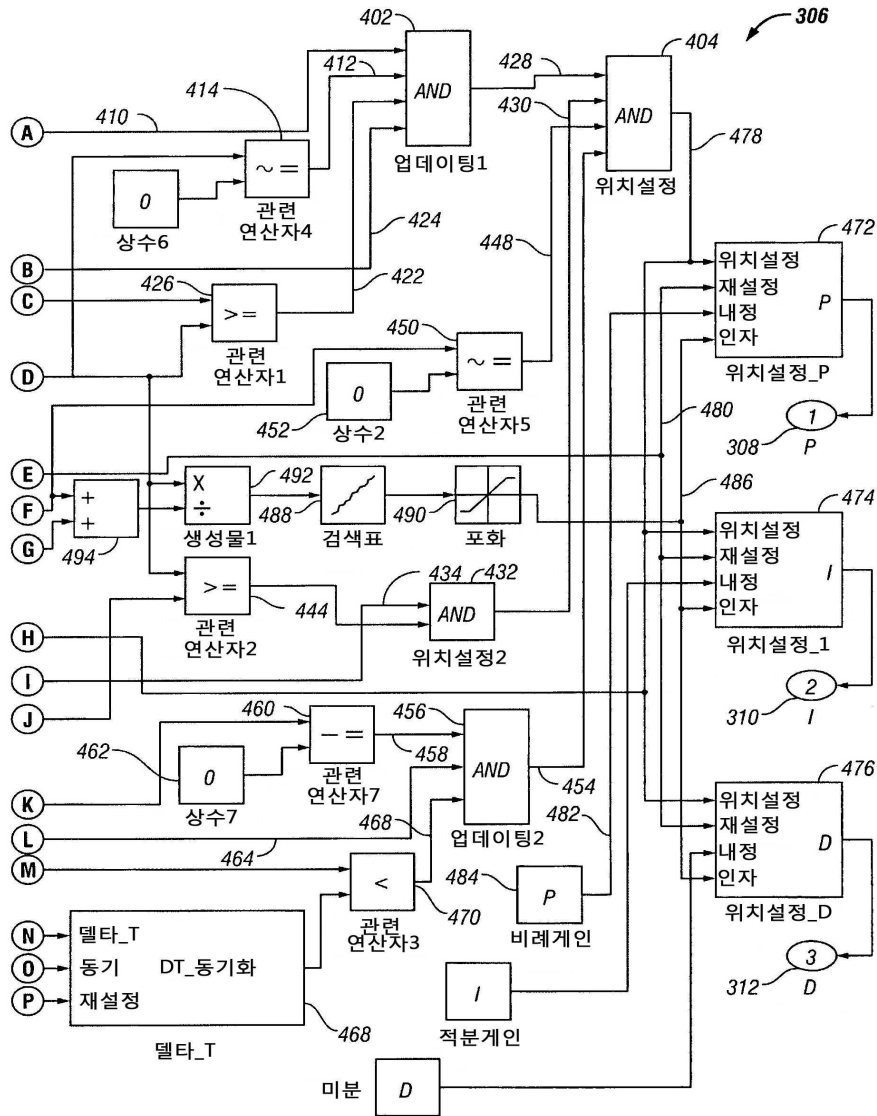 306
402
404
412
414
428
430
410
AND
AND
A
478
~ =
업데이팅1
위치설정
0
관련
연산자4
상수6
424
448
472
B
422
위치설정
재설정
내정
인자
P
C
426
450
>=
~ =
관련
연산자1
D
0
관련
연산자5
위치설정_P
452
상수2
480
1
308
P
E
492
486
474
F
+
+
X
÷
488
490
위치설정
재설정
내정
인자
I
G
494
생성물1
검색표
포화
434
432
>=
444
AND
관련
연산자2
위치설정2
위치설정_1
H
I
2
J
460
456
310
I
462
− =
458
476
0
AND
454
위치설정
재설정
내정
인자
D
관련
연산자7
K
상수7
468
482
L
464
업데이팅2
M
<
484
470
P
위치설정_D
관련
연산자3
비례게인
N
델타_T
3
O
동기
DT_동기화
312
D
P
재설정
I
468
적분게인
델타_T
미분
D